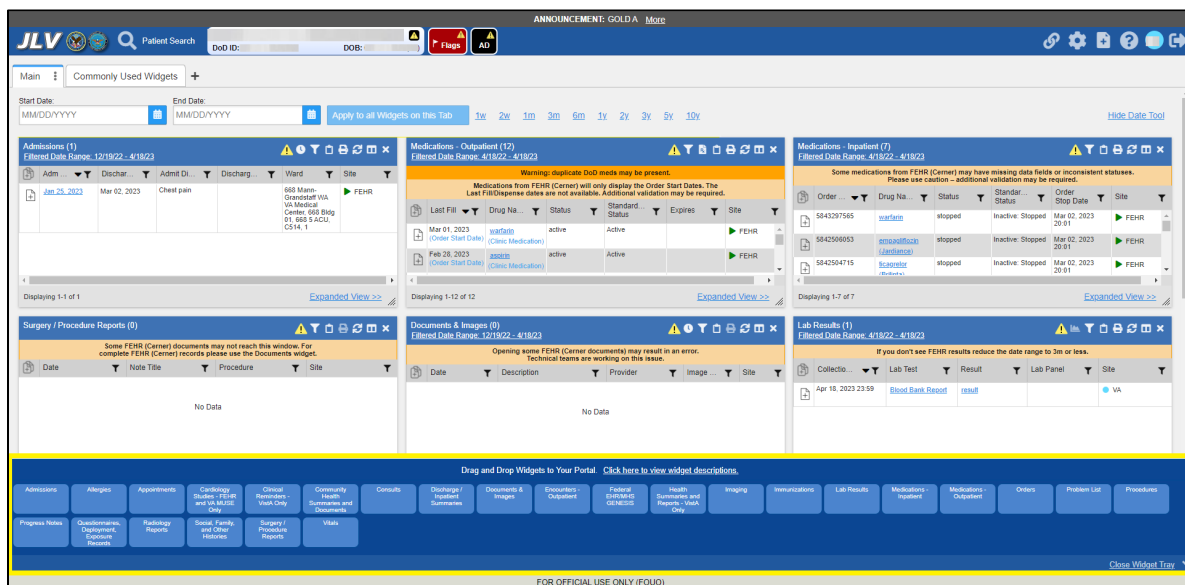 ANNOUNCEMENT: GOLD A More
JLV Patient Search DoD ID: DOB: Flags AD
Main Commonly Used Widgets +
Start Date: End Date:
MM/DD/YYYY MM/DD/YYYY Apply to all Widgets on this Tab 1w 2w 1m 3m 6m 1y 2y 3y 5y 10y Hide Date Tool
Admissions (1)
Filtered Date Range: 12/19/22 - 4/18/23
Adm ... Dischar... Admit Di... Discharg... Ward Site
Jan 25, 2023 Mar 02, 2023 Chest pain 668 Mann-
Grandstaff WA
VA Medical
Center, 668 Bldg
01, 668 5 ACU,
C514, 1
FEHR
Displaying 1-1 of 1 Expanded View >>
Medications - Outpatient (12)
Filtered Date Range: 4/18/22 - 4/18/23
Warning: duplicate DoD meds may be present.
Medications from FEHR (Cerner) will only display the Order Start Dates. The
Last Fill/Dispense dates are not available. Additional validation may be required.
Last Fill Drug Na... Status Standard...
Status Expires Site
Mar 01, 2023 warfarin active Active FEHR
(Order Start Date) (Clinic Medication)
Feb 28, 2023 aspirin active Active FEHR
(Order Start Date) (Clinic Medication)
Displaying 1-12 of 12 Expanded View >>
Medications - Inpatient (7)
Filtered Date Range: 4/18/22 - 4/18/23
Some medications from FEHR (Cerner) may have missing data fields or inconsistent statuses.
Please use caution – additional validation may be required.
Order ... Drug Na... Status Standar...
Status Order
Stop Date Site
5843297565 warfarin stopped Inactive: Stopped Mar 02, 2023
20:01 FEHR
5842506053 empagliflozin
(Jardiance) stopped Inactive: Stopped Mar 02, 2023
20:01 FEHR
5842504715 ticagrelor
(Brilinta) stopped Inactive: Stopped Mar 02, 2023
20:01 FEHR
Displaying 1-7 of 7 Expanded View >>
Surgery / Procedure Reports (0)
Some FEHR (Cerner) documents may not reach this window. For
complete FEHR (Cerner) records please use the Documents widget.
Date Note Title Procedure Site
No Data
Documents & Images (0)
Filtered Date Range: 12/19/22 - 4/18/23
Opening some FEHR (Cerner documents) may result in an error.
Technical teams are working on this issue.
Date Description Provider Image ... Site
No Data
Lab Results (1)
Filtered Date Range: 4/18/22 - 4/18/23
If you don't see FEHR results reduce the date range to 3m or less.
Collectio... Lab Test Result Lab Panel Site
Apr 18, 2023 23:59 Blood Bank Report result VA
Drag and Drop Widgets to Your Portal. Click here to view widget descriptions.
Admissions
Allergies
Appointments
Cardiology
Studies - FEHR
and VA MUSE
Only
Clinical
Reminders -
VistA Only
Community
Health
Summaries and
Documents
Consults
Discharge /
Inpatient
Summaries
Documents &
Images
Encounters -
Outpatient
Federal
EHR/MHS
GENESIS
Health
Summaries and
Reports - VistA
Only
Imaging
Immunizations
Lab Results
Medications -
Inpatient
Medications -
Outpatient
Orders
Problem List
Procedures
Progress Notes
Questionnaires,
Deployment,
Exposure
Records
Radiology
Reports
Social, Family,
and Other
Histories
Surgery /
Procedure
Reports
Vitals
Close Widget Tray
FOR OFFICIAL USE ONLY (FOUO)